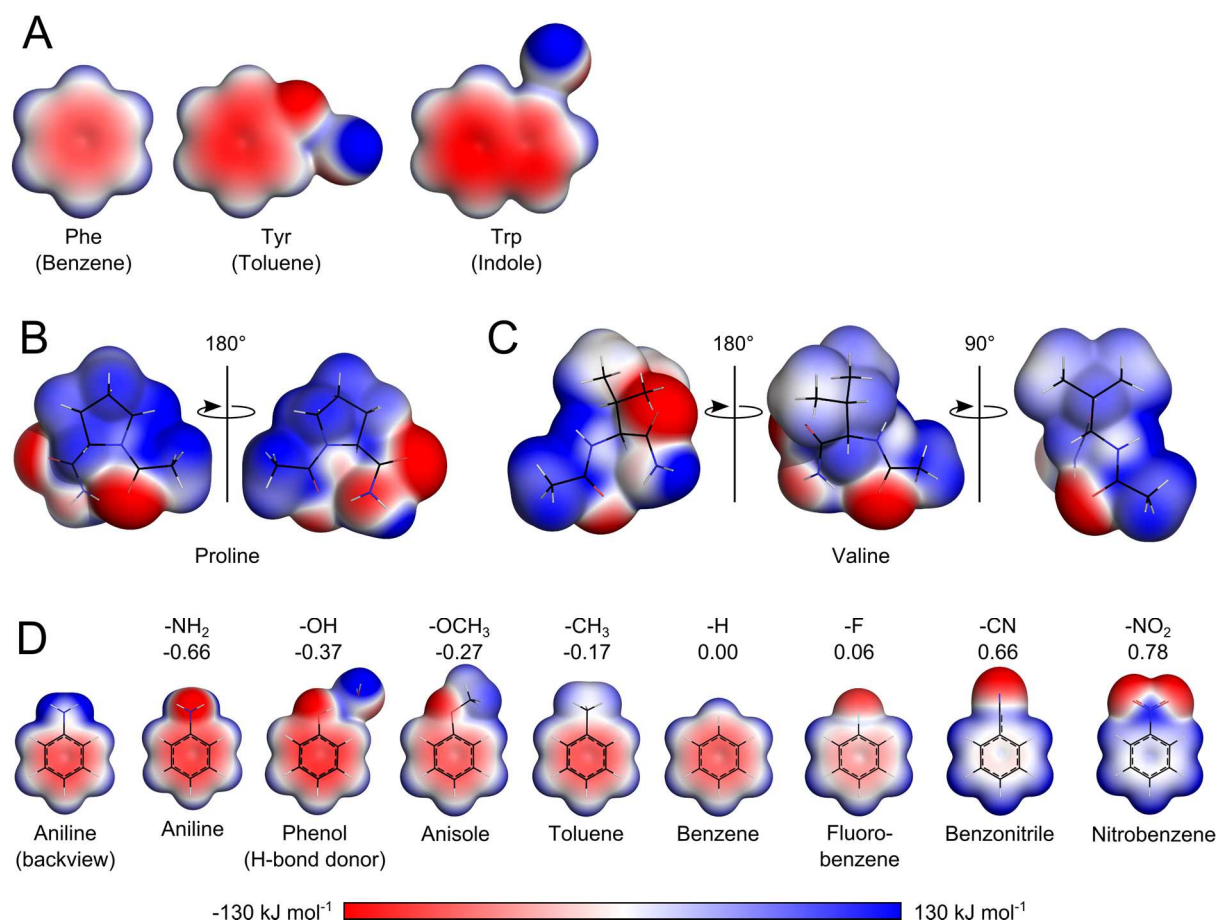 A
Phe
(Benzene)
Tyr
(Toluene)
Trp
(Indole)
B
180°
Proline
C
180°
90°
Valine
D
-NH₂
-0.66
-OH
-0.37
-OCH₃
-0.27
-CH₃
-0.17
-H
0.00
-F
0.06
-CN
0.66
-NO₂
0.78
Aniline
(backview)
Aniline
Phenol
(H-bond donor)
Anisole
Toluene
Benzene
Fluoro-
benzene
Benzonitrile
Nitrobenzene
-130 kJ mol⁻¹
130 kJ mol⁻¹